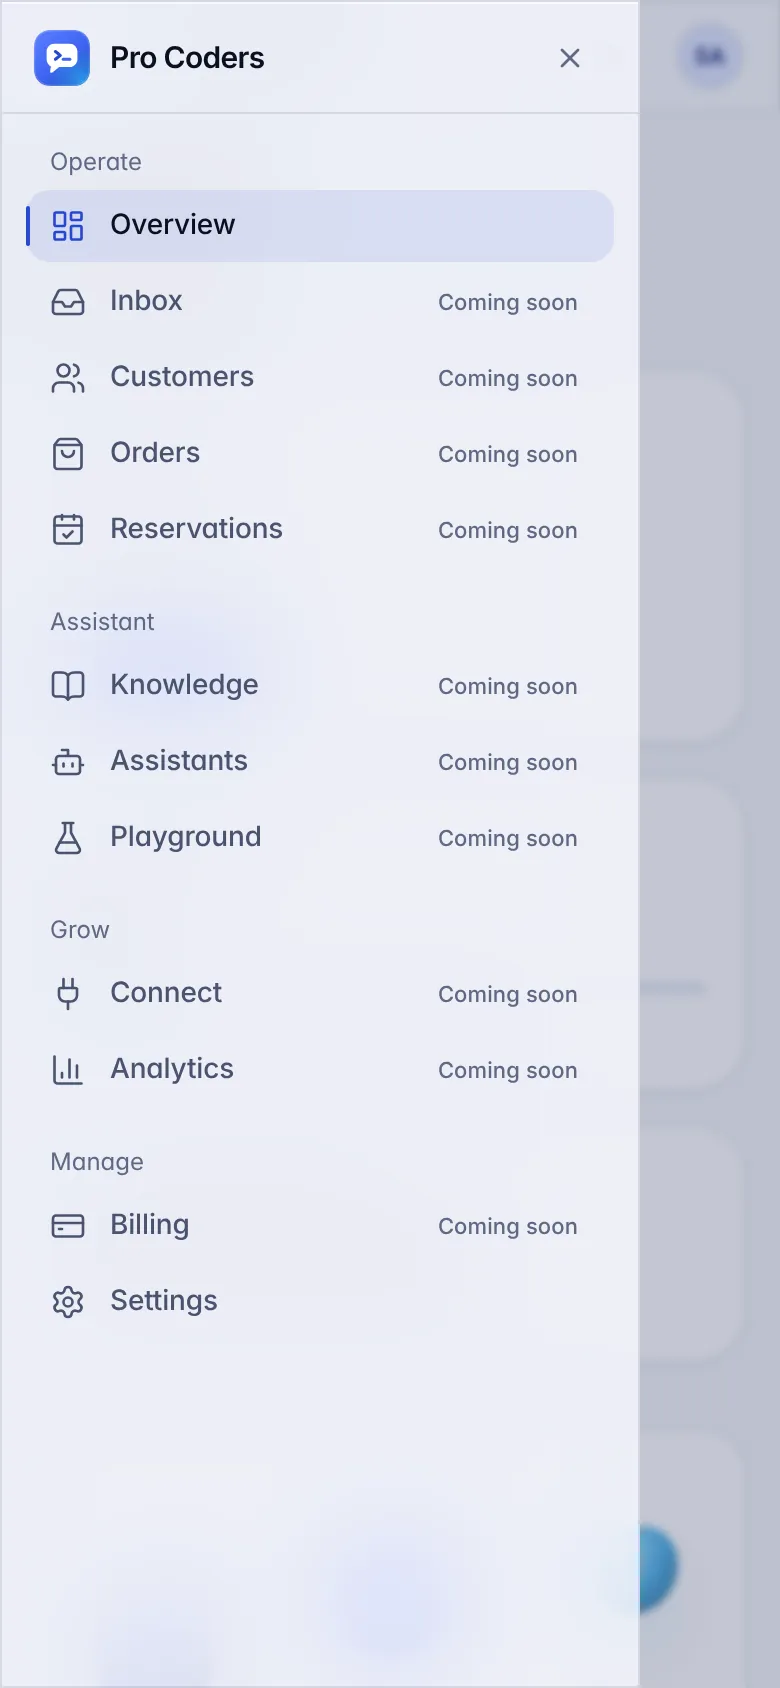 Pro Coders
SA
Operate
Overview
Inbox Coming soon
Customers Coming soon
Orders Coming soon
Reservations Coming soon
Assistant
Knowledge Coming soon
Assistants Coming soon
Playground Coming soon
Grow
Connect Coming soon
Analytics Coming soon
Manage
Billing Coming soon
Settings